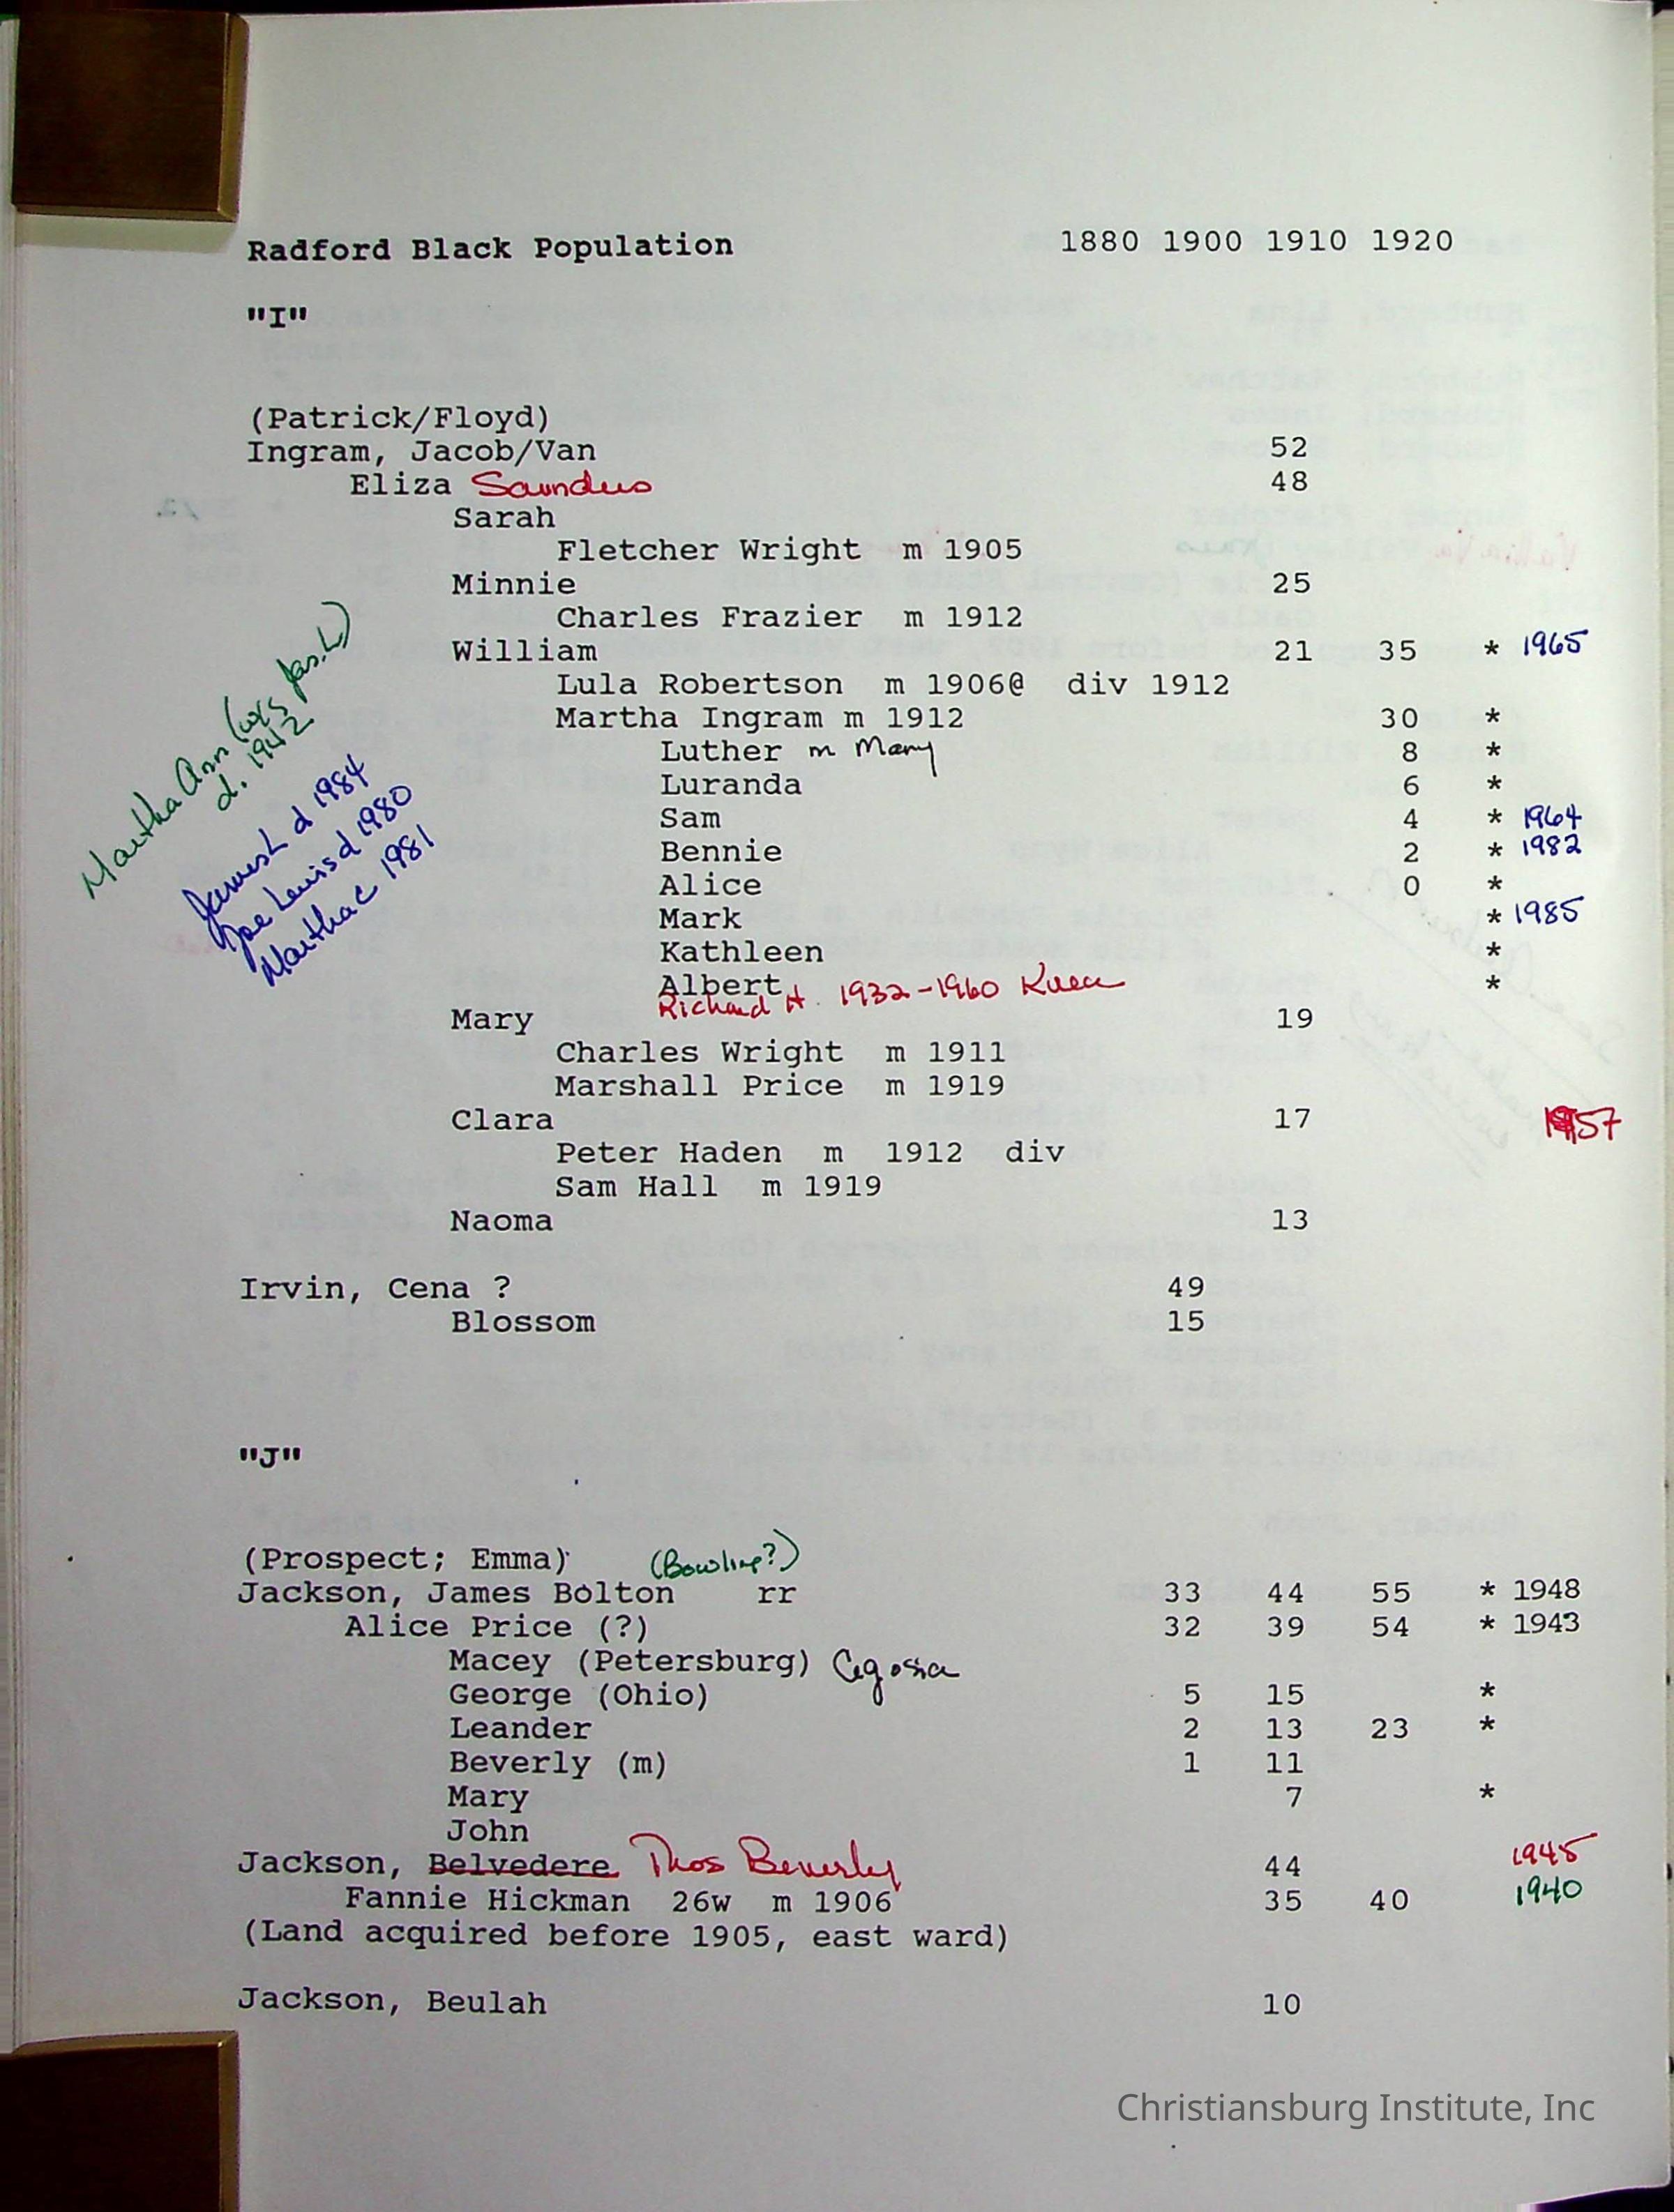 Radford Black Population 1880 1900 1910 1920
"I"
(Patrick/Floyd)
Ingram, Jacob/Van 52
Eliza Saunders 48
Sarah
Fletcher Wright m 1905
Minnie 25
Charles Frazier m 1912
William 21 35 * 1965
Lula Robertson m 1906@ div 1912
Martha Ingram m 1912 30 *
Luther m Mary 8 *
Luranda 6 *
Sam 4 * 1964
Bennie 2 * 1982
Alice 0 *
Mark * 1985
Kathleen *
Albert *
Richard A. 1932-1960 Korea
Mary 19
Charles Wright m 1911
Marshall Price m 1919
Clara 17 1957
Peter Haden m 1912 div
Sam Hall m 1919
Naoma 13
Martha Ann (wg Jas. L)
d. 1942
James L d 1984
Joe Lewis d 1980
Martha C 1981
Irvin, Cena ? 49
Blossom 15
"J"
(Prospect; Emma) (Bowling?)
Jackson, James Bolton rr 33 44 55 * 1948
Alice Price (?) 32 39 54 * 1943
Macey (Petersburg)
George (Ohio) 5 15 *
Leander 2 13 23 *
Beverly (m) 1 11
Mary 7 *
John
Jackson, Belvedere Thos Beverly 44 1945
Fannie Hickman 26w m 1906 35 40 1940
(Land acquired before 1905, east ward)
Jackson, Beulah 10
Christiansburg Institute, Inc